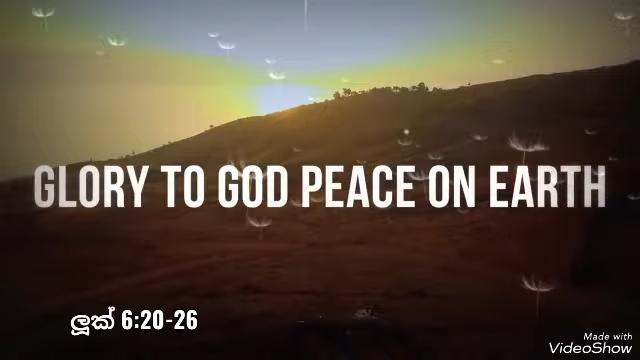 GLORY TO GOD PEACE ON EARTH
ලූක් 6:20-26
Made with
VideoShow